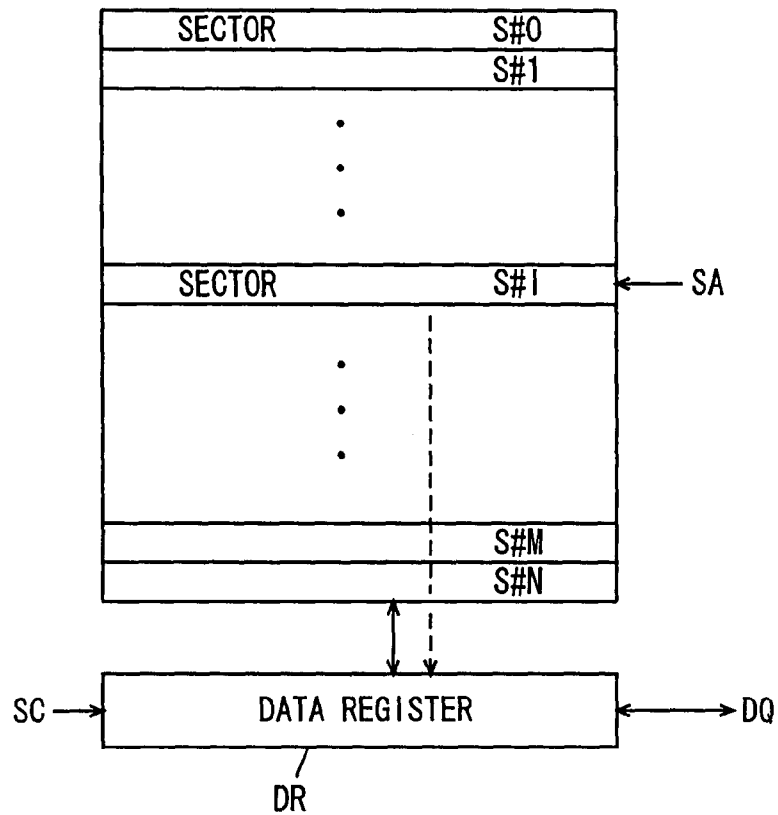 SECTOR S#0
S#1
SECTOR S#I
SA
S#M
S#N
SC
DATA REGISTER
DQ
DR